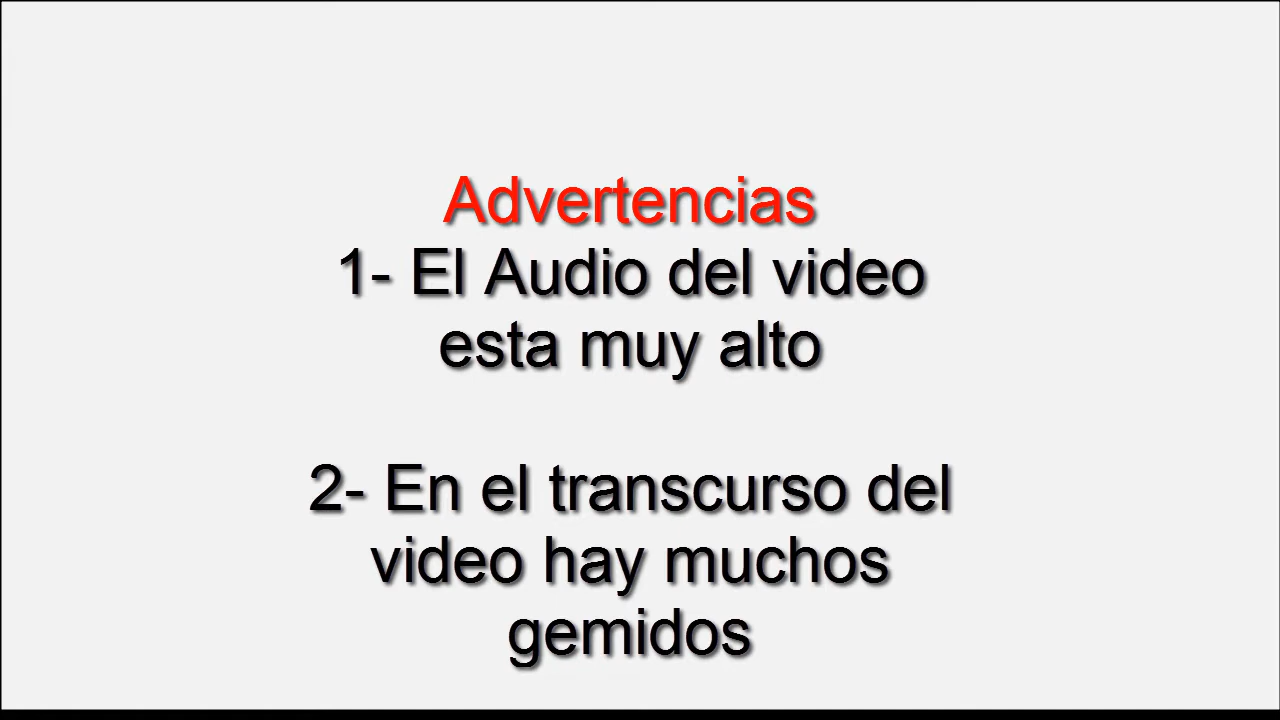 Advertencias
1- El Audio del video
esta muy alto
2- En el transcurso del
video hay muchos
gemidos